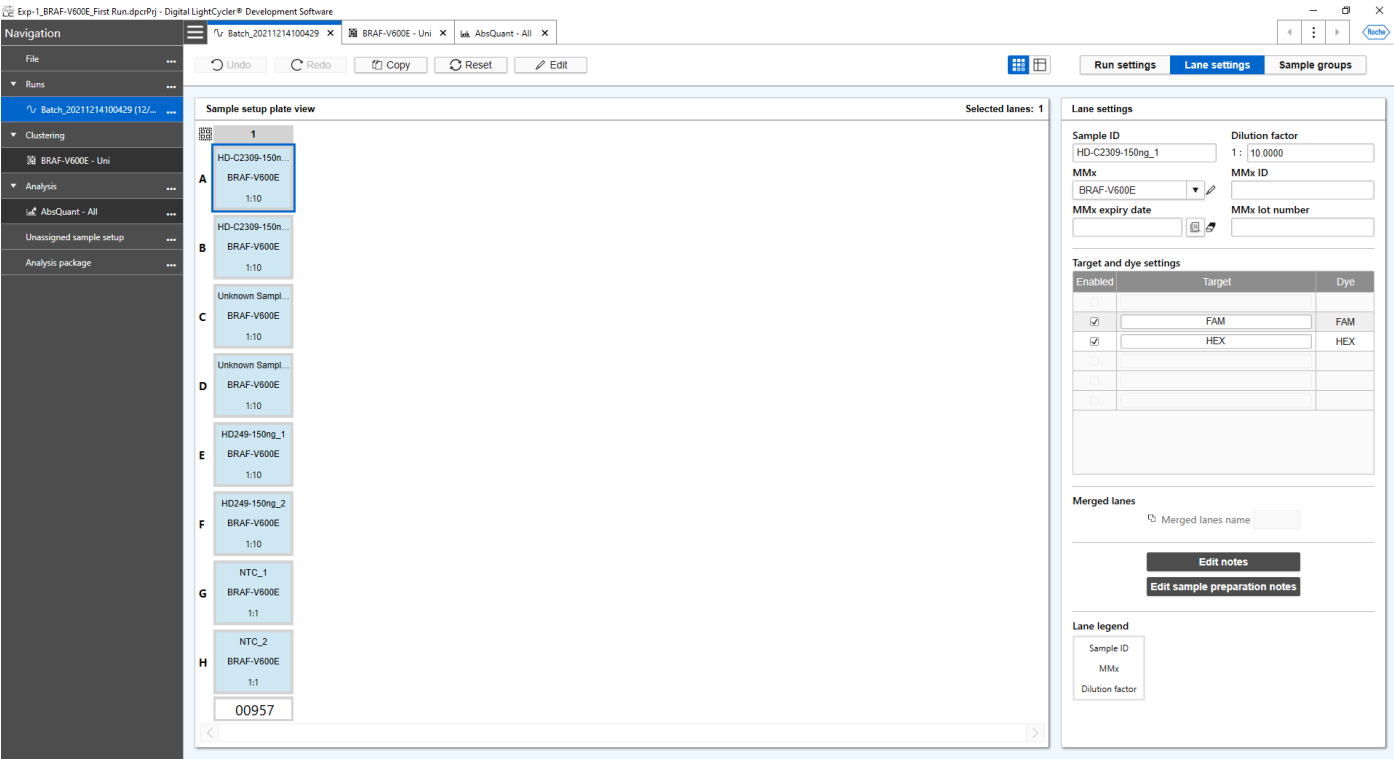 Exp-1_BRAF-V600E_First Run.dpcrPrj - Digital LightCycler® Development Software
Navigation
Batch_20211214100429
BRAF-V600E - Uni
AbsQuant - All
Roche
File
Runs
Batch_20211214100429 (12/...
Clustering
BRAF-V600E - Uni
Analysis
AbsQuant - All
Unassigned sample setup
Analysis package
Undo
Redo
Copy
Reset
Edit
Run settings
Lane settings
Sample groups
Sample setup plate view
Selected lanes: 1
1
A
HD-C2309-150n...
BRAF-V600E
1:10
B
HD-C2309-150n...
BRAF-V600E
1:10
C
Unknown Sampl...
BRAF-V600E
1:10
D
Unknown Sampl...
BRAF-V600E
1:10
E
HD249-150ng_1
BRAF-V600E
1:10
F
HD249-150ng_2
BRAF-V600E
1:10
G
NTC_1
BRAF-V600E
1:1
H
NTC_2
BRAF-V600E
1:1
00957
Lane settings
Sample ID
Dilution factor
HD-C2309-150ng_1
1 : 10.0000
MMx
MMx ID
BRAF-V600E
MMx expiry date
MMx lot number
Target and dye settings
Enabled Target Dye
FAM FAM
HEX HEX
Merged lanes
Merged lanes name
Edit notes
Edit sample preparation notes
Lane legend
Sample ID
MMx
Dilution factor